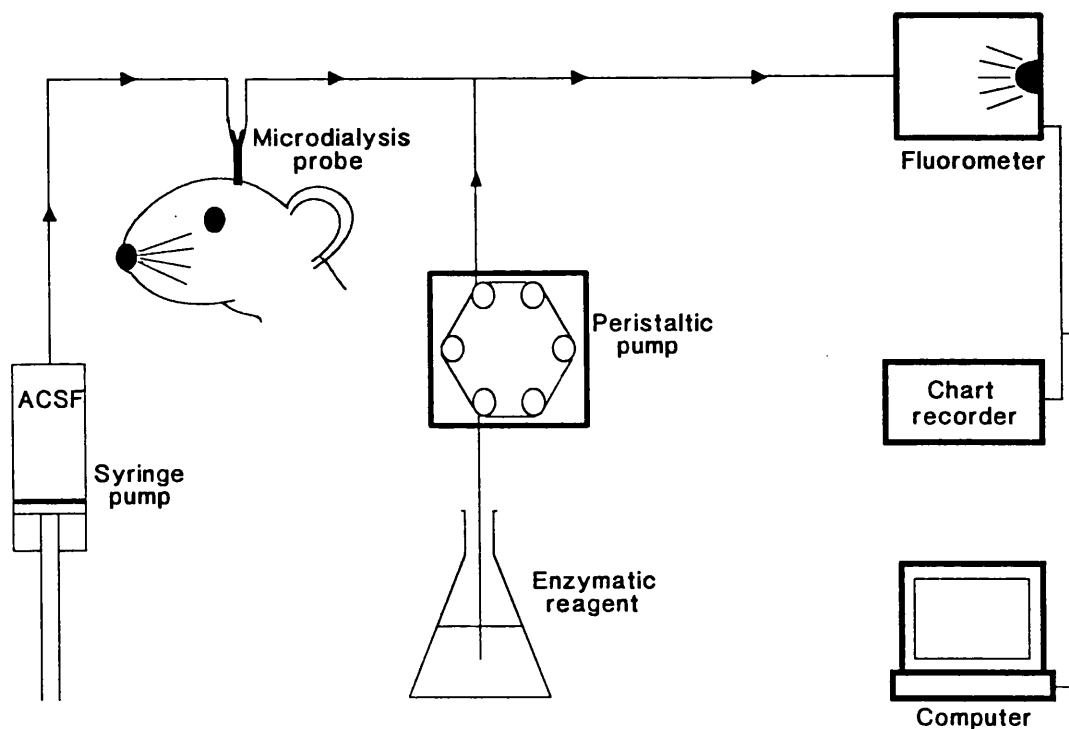 Microdialysis
probe
Fluorometer
Peristaltic
pump
ACSF
Chart
recorder
Syringe
pump
Enzymatic
reagent
Computer